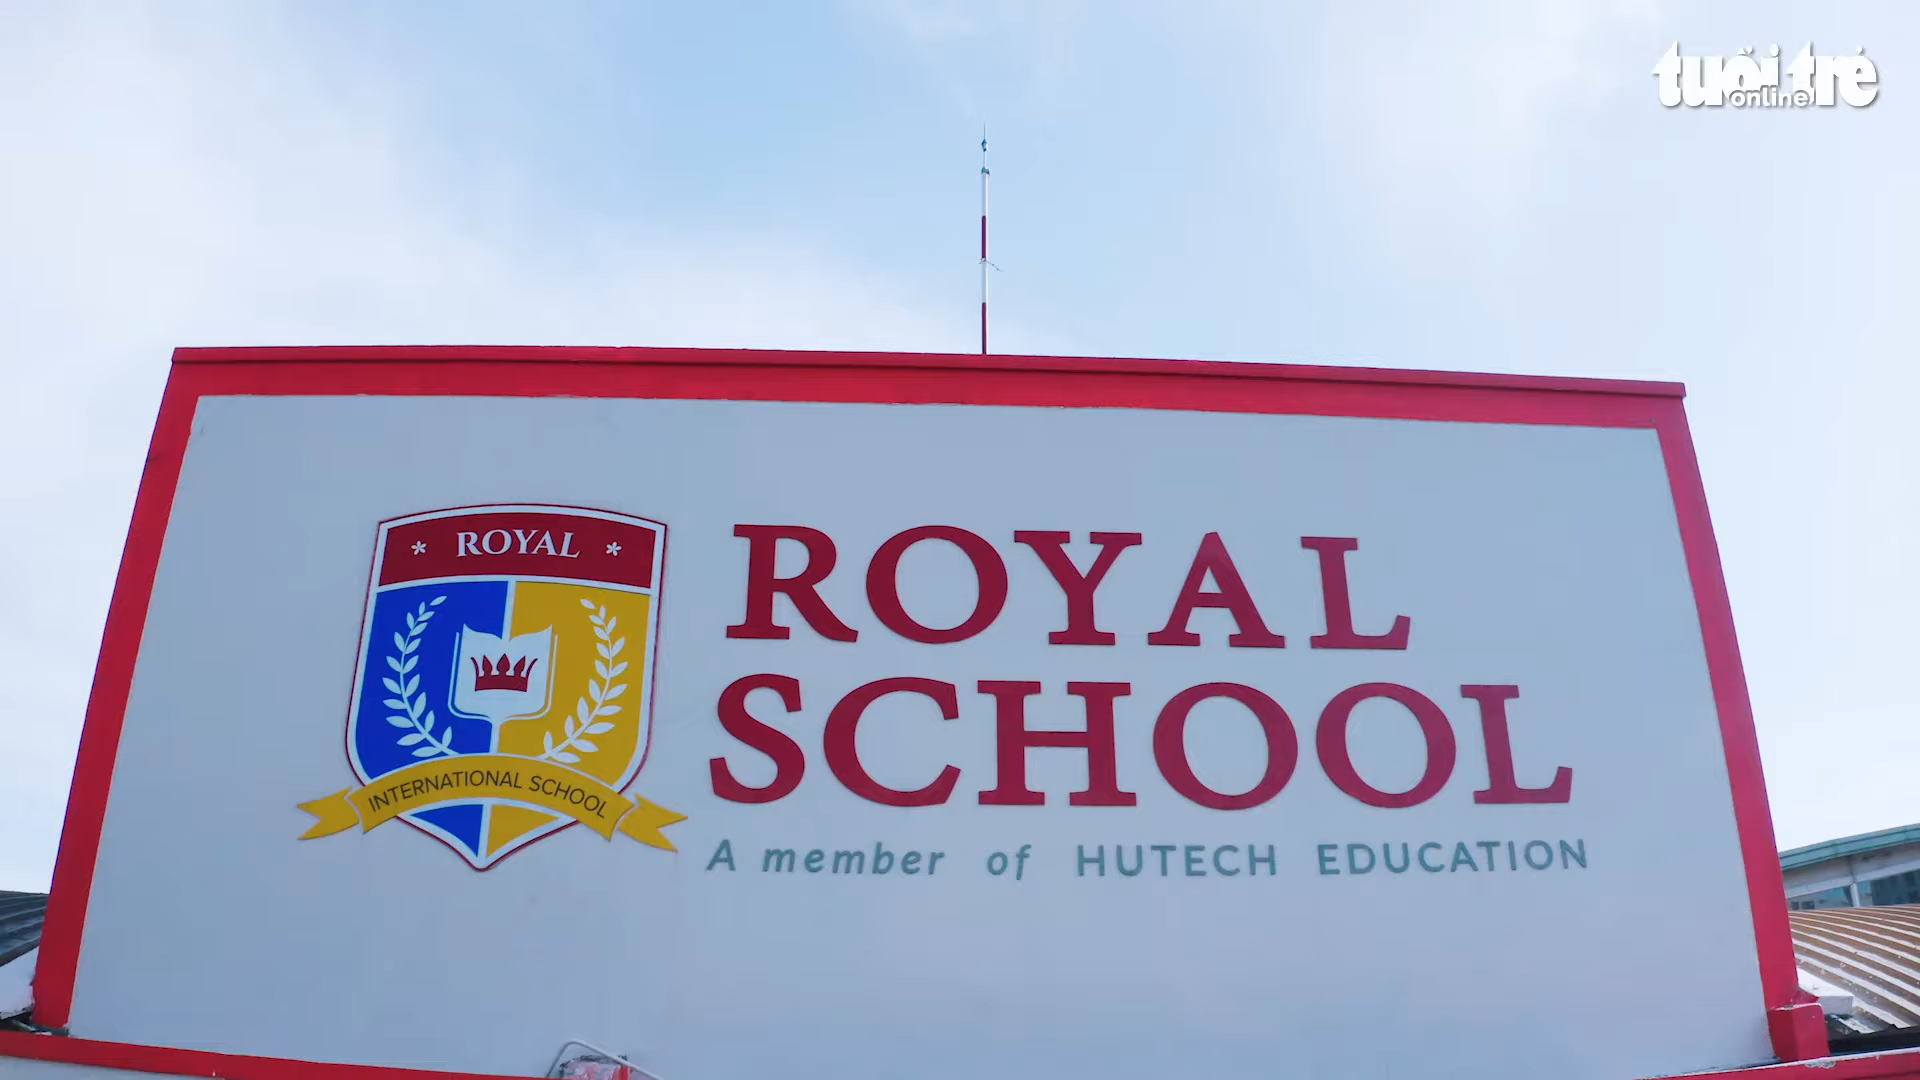 tuổi trẻ
online
ROYAL
INTERNATIONAL SCHOOL
ROYAL
SCHOOL
A member of HUTECH EDUCATION